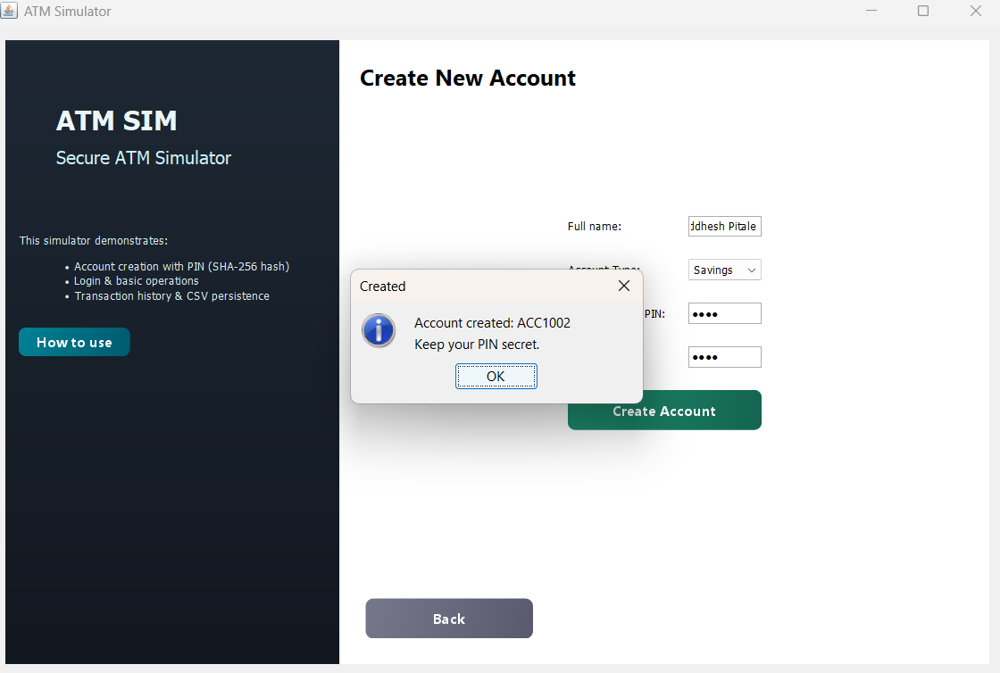 ATM Simulator
ATM SIM
Secure ATM Simulator
This simulator demonstrates:
• Account creation with PIN (SHA-256 hash)
• Login & basic operations
• Transaction history & CSV persistence
How to use
Create New Account
Full name:
ddhesh Pitale
Account Type:
Savings
PIN:
••••
••••
Create Account
Back
Created
Account created: ACC1002
Keep your PIN secret.
OK